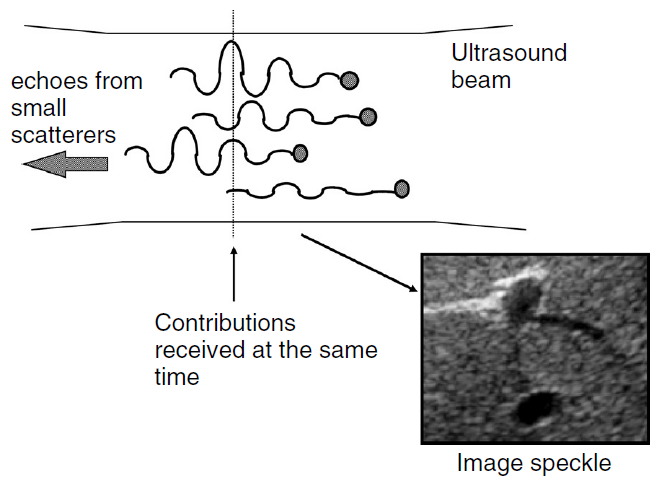 Ultrasound
beam
echoes from
small
scatterers
Contributions
received at the same
time
Image speckle